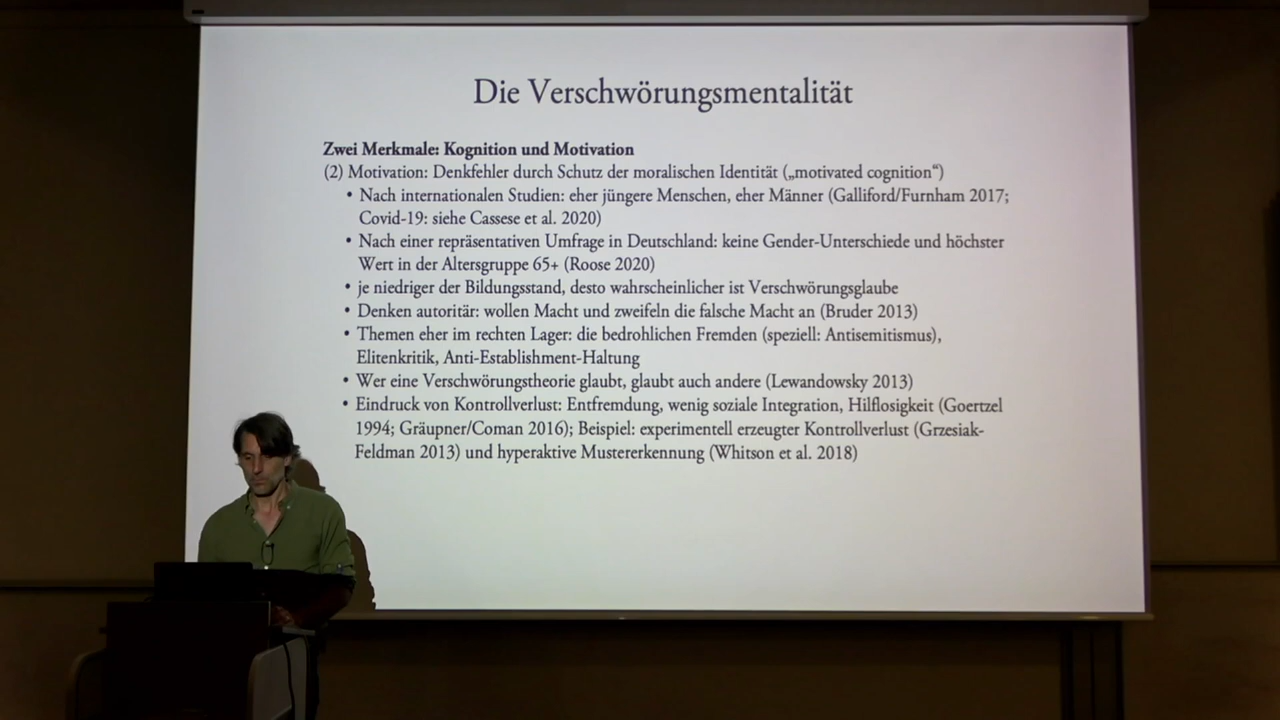 Die Verschwörungsmentalität
Zwei Merkmale: Kognition und Motivation
(2) Motivation: Denkfehler durch Schutz der moralischen Identität („motivated cognition“)
• Nach internationalen Studien: eher jüngere Menschen, eher Männer (Galliford/Furnham 2017;
Covid-19: siehe Cassese et al. 2020)
• Nach einer repräsentativen Umfrage in Deutschland: keine Gender-Unterschiede und höchster
Wert in der Altersgruppe 65+ (Roose 2020)
• je niedriger der Bildungsstand, desto wahrscheinlicher ist Verschwörungsglaube
• Denken autoritär: wollen Macht und zweifeln die falsche Macht an (Bruder 2013)
• Themen eher im rechten Lager: die bedrohlichen Fremden (speziell: Antisemitismus),
Elitenkritik, Anti-Establishment-Haltung
• Wer eine Verschwörungstheorie glaubt, glaubt auch andere (Lewandowsky 2013)
• Eindruck von Kontrollverlust: Entfremdung, wenig soziale Integration, Hilflosigkeit (Goertzel
1994; Gräupner/Coman 2016); Beispiel: experimentell erzeugter Kontrollverlust (Grzesiak-
Feldman 2013) und hyperaktive Mustererkennung (Whitson et al. 2018)